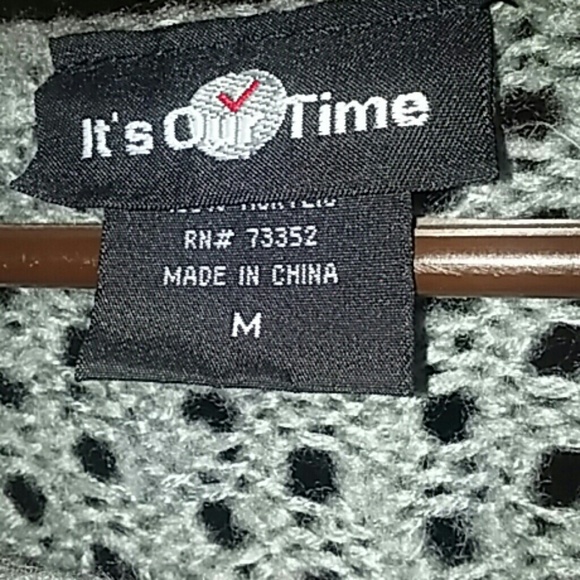 It's Our Time
RN# 73352
MADE IN CHINA
M